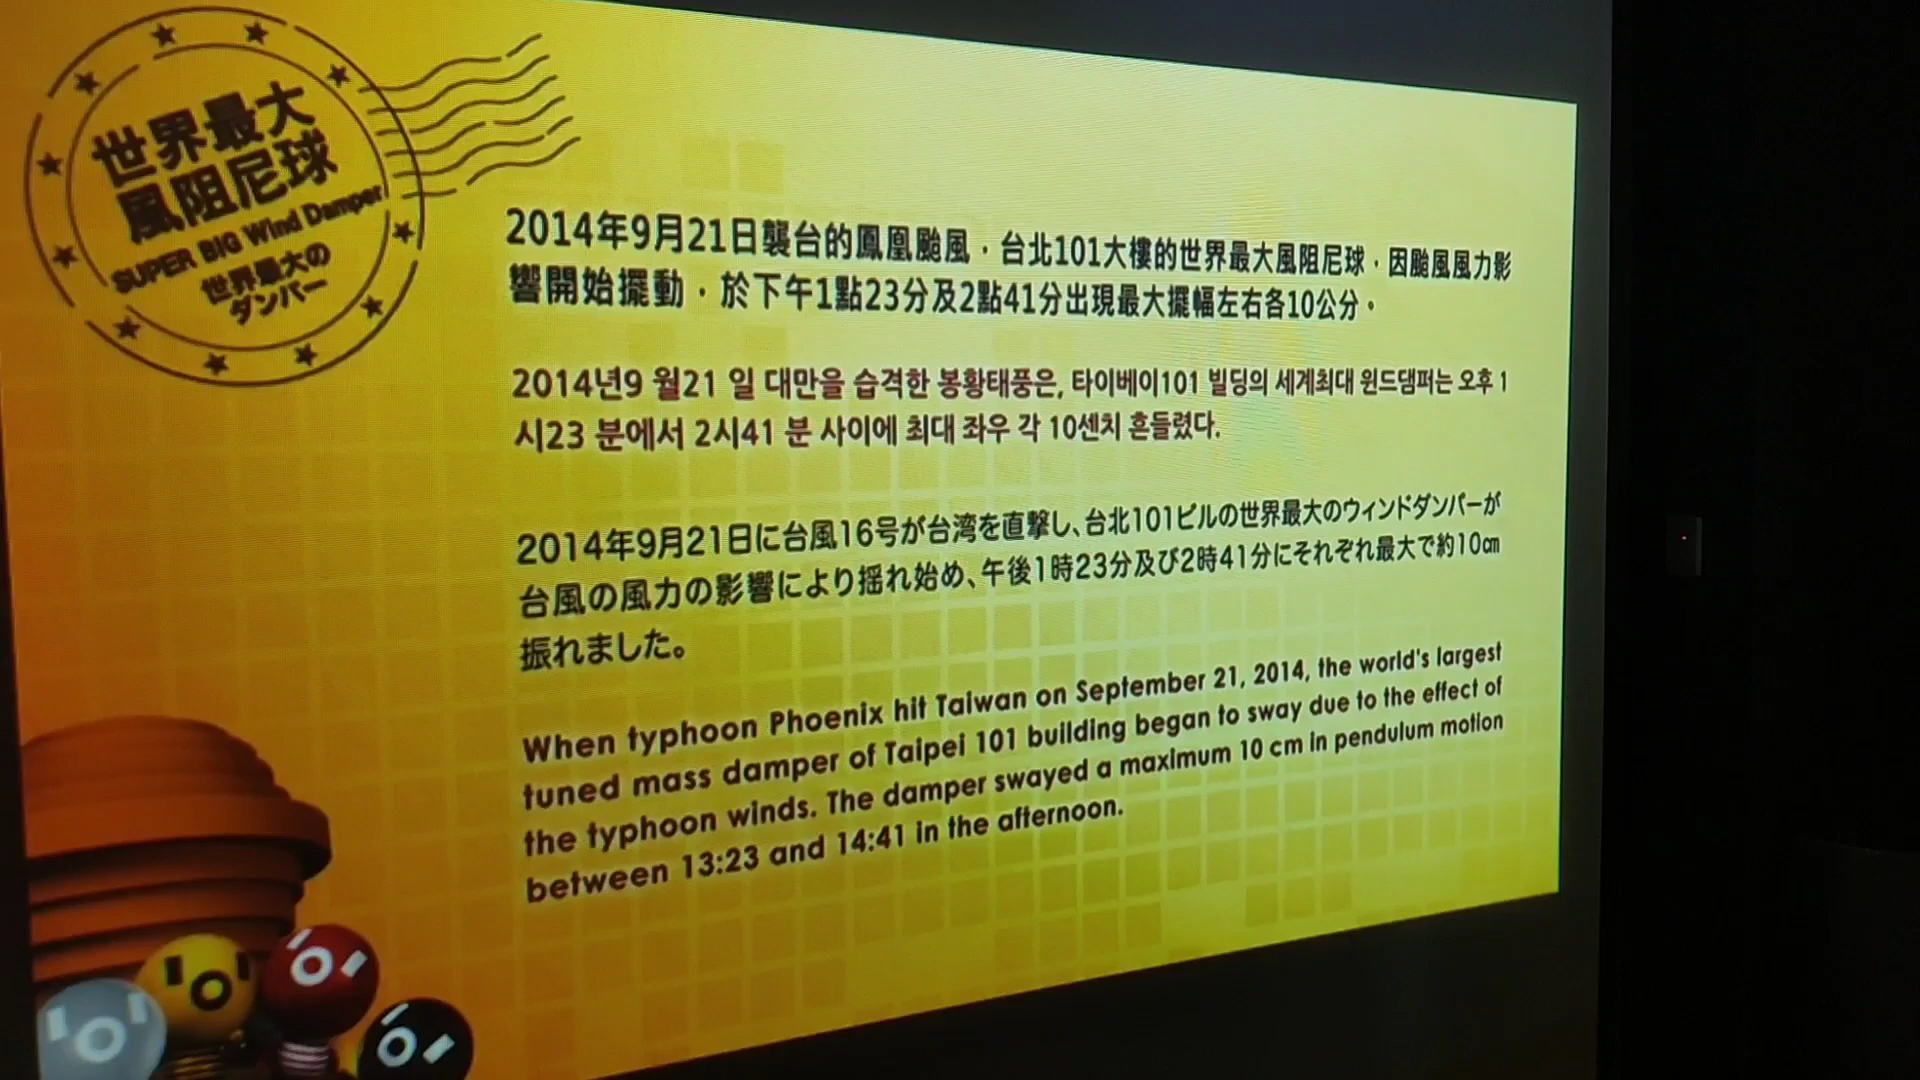 世界最大
風阻尼球
SUPER BIG Wind Damper
世界最大の
ダンパー
2014年9月21日襲台的鳳凰颱風，台北101大樓的世界最大風阻尼球，因颱風風力影
響開始擺動，於下午1點23分及2點41分出現最大擺幅左右各10公分。
2014년9 월21 일 대만을 습격한 봉황태풍은, 타이베이101 빌딩의 세계최대 윈드댐퍼는 오후 1
시23 분에서 2시41 분 사이에 최대 좌우 각 10센치 흔들렸다.
2014年9月21日に台風16号が台湾を直撃し、台北101ビルの世界最大のウィンドダンパーが
台風の風力の影響により揺れ始め、午後1時23分及び2時41分にそれぞれ最大で約10㎝
振れました。
When typhoon Phoenix hit Taiwan on September 21, 2014, the world's largest
tuned mass damper of Taipei 101 building began to sway due to the effect of
the typhoon winds. The damper swayed a maximum 10 cm in pendulum motion
between 13:23 and 14:41 in the afternoon.